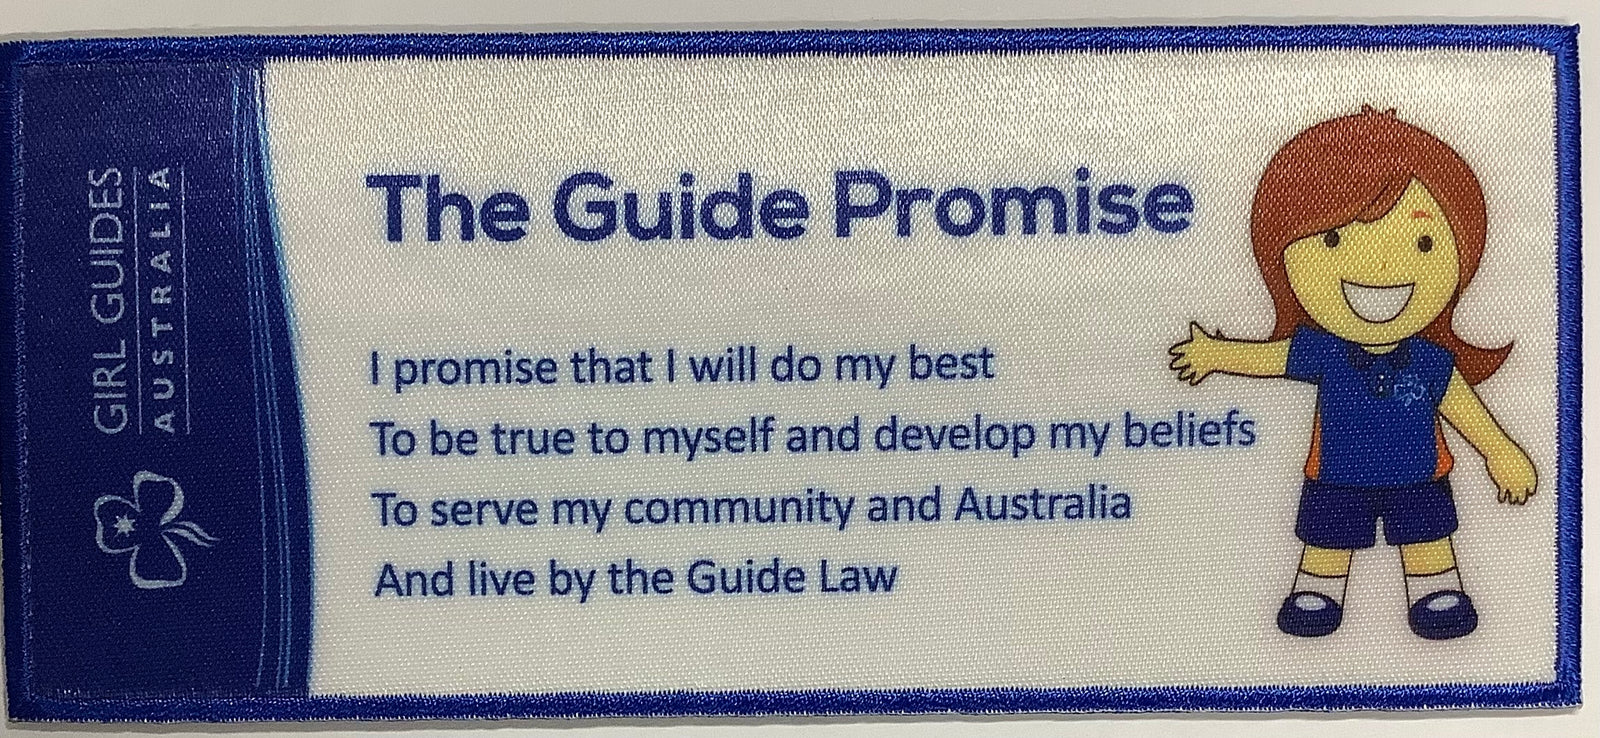 GIRL GUIDES
AUSTRALIA
The Guide Promise
I promise that I will do my best
To be true to myself and develop my beliefs
To serve my community and Australia
And live by the Guide Law